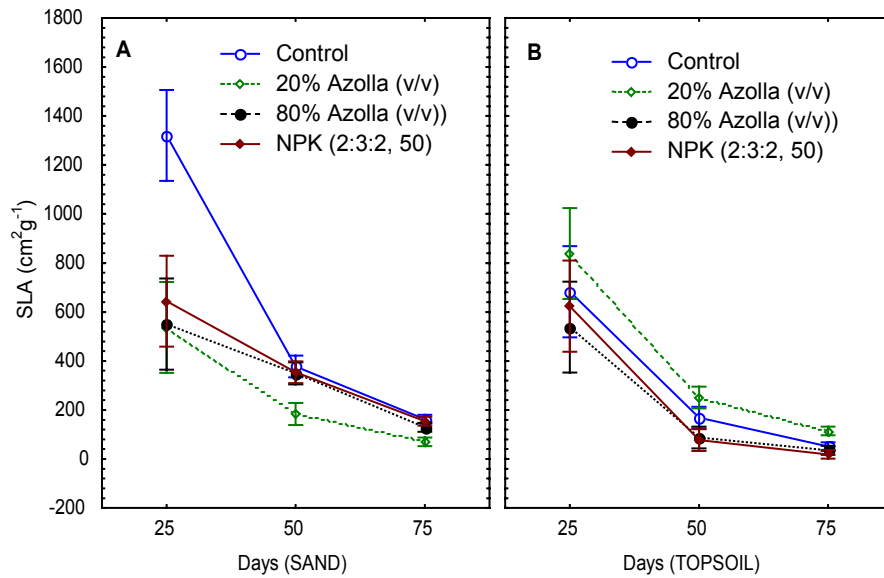 1800
1600
1400
1200
1000
800
600
400
200
0
-200
SLA (cm²g⁻¹)
A
Control
20% Azolla (v/v)
80% Azolla (v/v))
NPK (2:3:2, 50)
25 50 75
Days (SAND)
B
Control
20% Azolla (v/v)
80% Azolla (v/v))
NPK (2:3:2, 50)
25 50 75
Days (TOPSOIL)